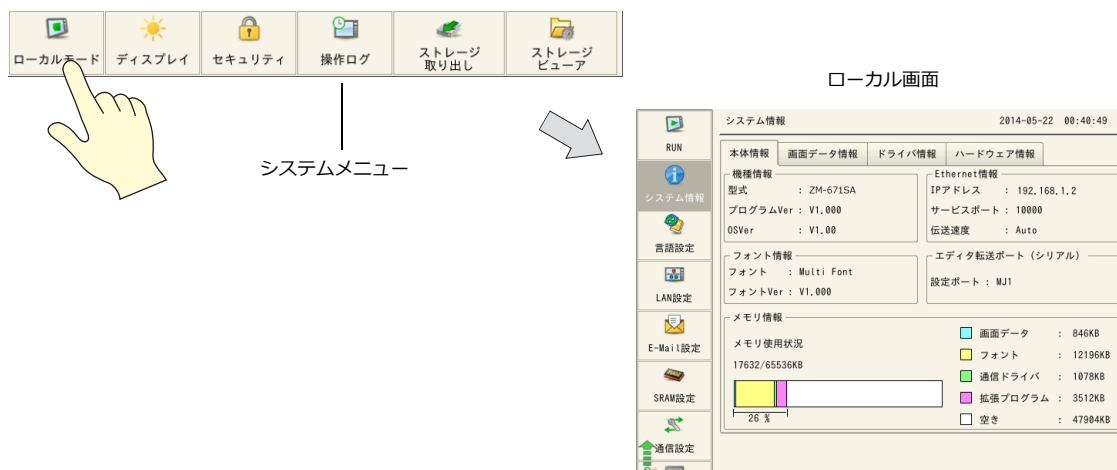 ローカルモード
ディスプレイ
セキュリティ
操作ログ
ストレージ
取り出し
ストレージ
ビューア
システムメニュー
ローカル画面
RUN
システム情報
言語設定
LAN設定
E-Mail設定
SRAM設定
通信設定
システム情報 2014-05-22 00:40:49
本体情報 画面データ情報 ドライバ情報 ハードウェア情報
機種情報
型式 : ZM-671SA
プログラムVer : V1.000
OSVer : V1.00
Ethernet情報
IPアドレス : 192.168.1.2
サービスポート : 10000
伝送速度 : Auto
フォント情報
フォント : Multi Font
フォントVer : V1.000
エディタ転送ポート（シリアル）
設定ポート : MJ1
メモリ情報
メモリ使用状況
17632/65536KB
26 %
画面データ : 846KB
フォント : 12196KB
通信ドライバ : 1078KB
拡張プログラム : 3512KB
空き : 47904KB